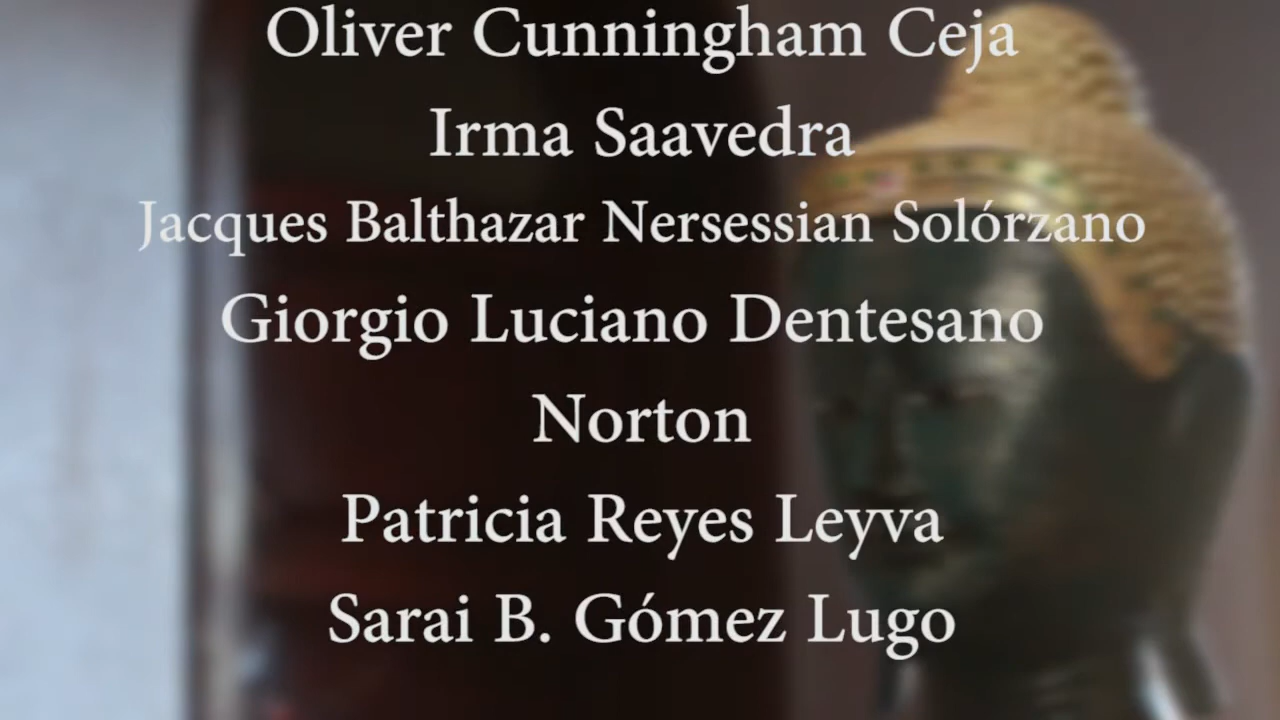 Oliver Cunningham Ceja
Irma Saavedra
Jacques Balthazar Nersessian Solórzano
Giorgio Luciano Dentesano
Norton
Patricia Reyes Leyva
Sarai B. Gómez Lugo